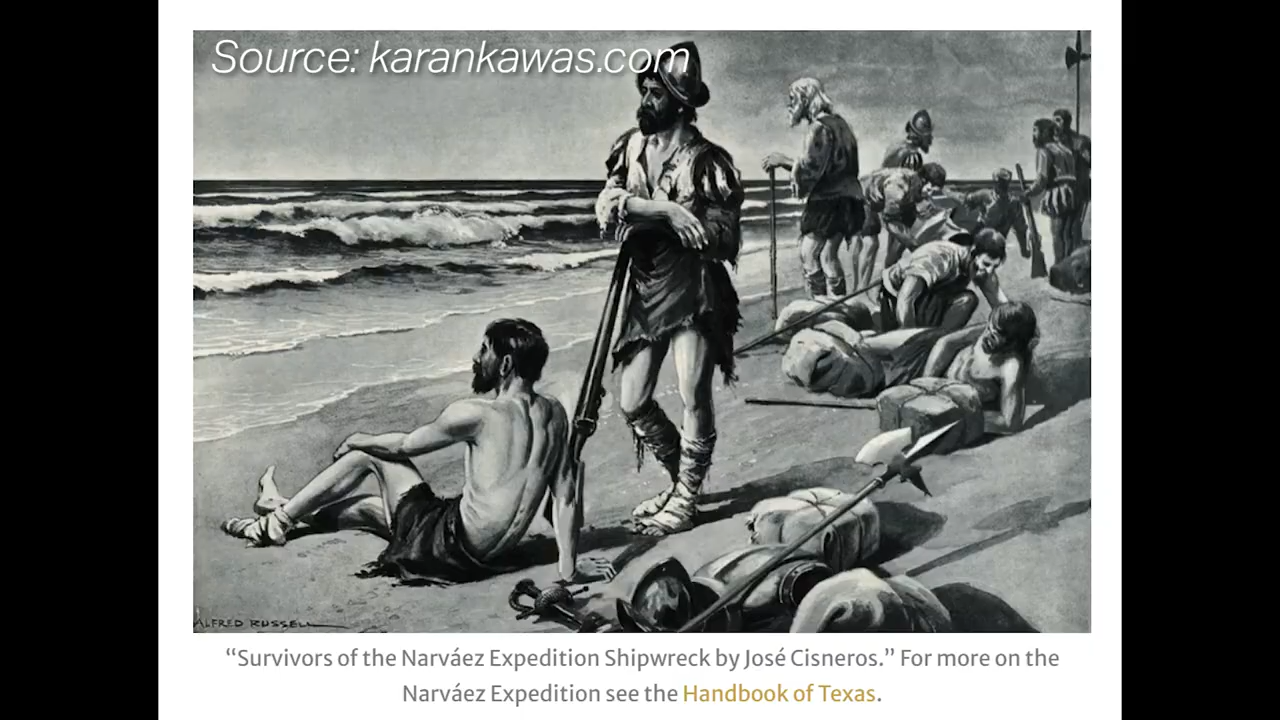 Source: karankawas.com
ALFRED RUSSELL
“Survivors of the Narváez Expedition Shipwreck by José Cisneros.” For more on the
Narváez Expedition see the Handbook of Texas.